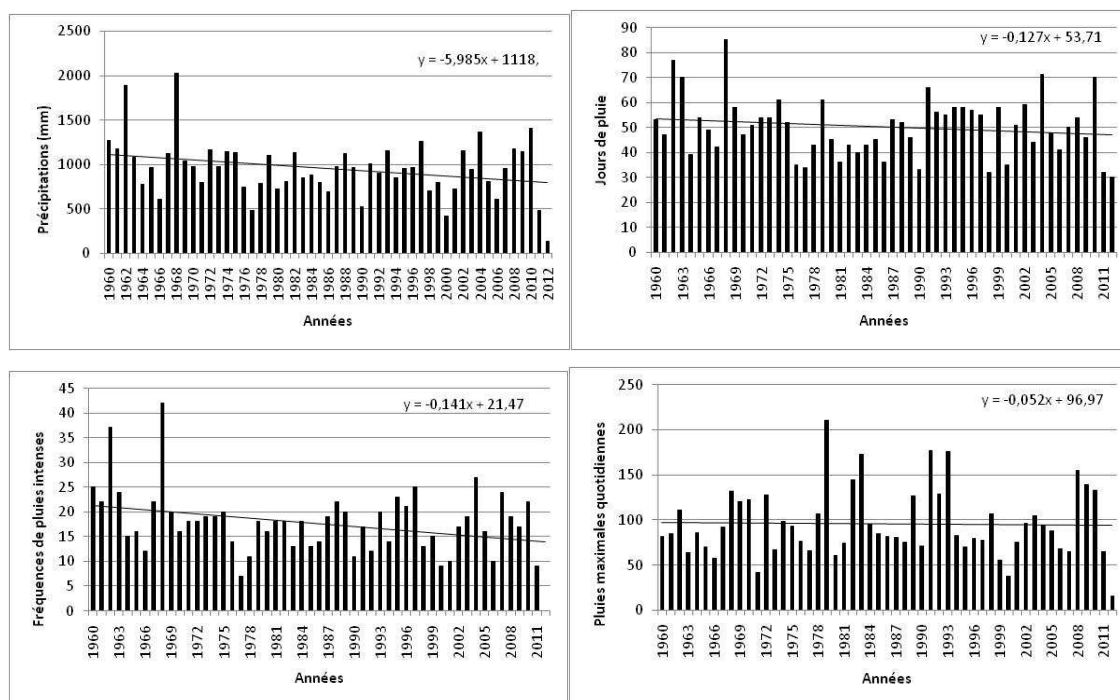 2500
2000
1500
1000
500
0
Précipitations (mm)
y = -5,985x + 1118,
1960 1962 1964 1966 1968 1970 1972 1974 1976 1978 1980 1982 1984 1986 1988 1990 1992 1994 1996 1998 2000 2002 2004 2006 2008 2010 2012
Années
90
80
70
60
50
40
30
20
10
0
Jours de pluie
y = -0,127x + 53,71
1960 1963 1966 1969 1972 1975 1978 1981 1984 1987 1990 1993 1996 1999 2002 2005 2008 2011
Années
45
40
35
30
25
20
15
10
5
0
Fréquences de pluies intenses
y = -0,141x + 21,47
1960 1963 1966 1969 1972 1975 1978 1981 1984 1987 1990 1993 1996 1999 2002 2005 2008 2011
Années
250
200
150
100
50
0
Pluies maximales quotidiennes
y = -0,052x + 96,97
1960 1963 1966 1969 1972 1975 1978 1981 1984 1987 1990 1993 1996 1999 2002 2005 2008 2011
Années